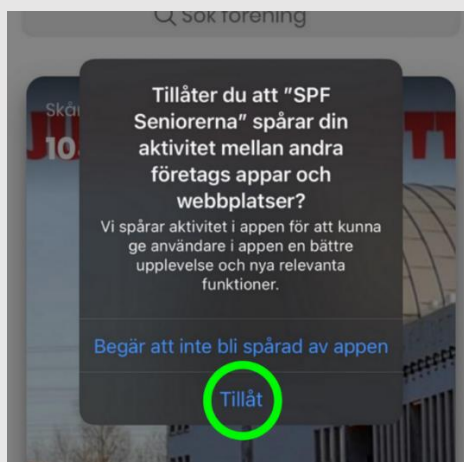 Sök förening
10
Tillåter du att ”SPF
Seniorerna” spårar din
aktivitet mellan andra
företags appar och
webbplatser?
Vi spårar aktivitet i appen för att kunna
ge användare i appen en bättre
upplevelse och nya relevanta
funktioner.
Begär att inte bli spårad av appen
Tillåt